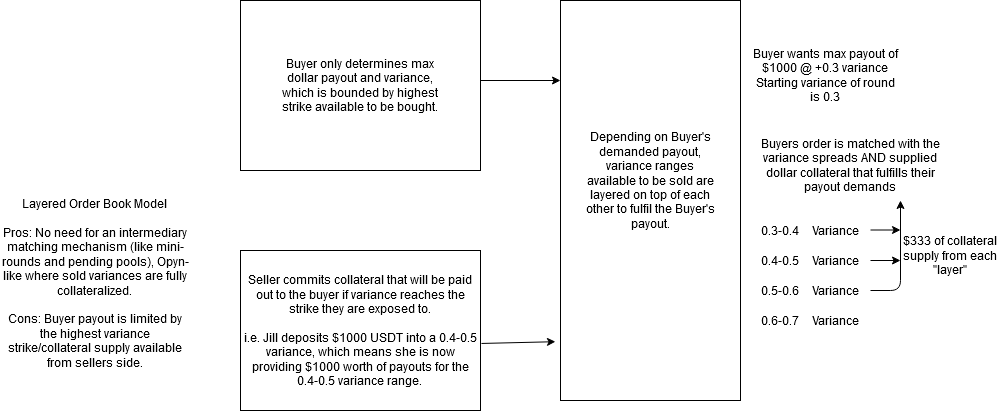 Layered Order Book Model
Pros: No need for an intermediary
matching mechanism (like mini-
rounds and pending pools), Opyn-
like where sold variances are fully
collateralized.
Cons: Buyer payout is limited by
the highest variance
strike/collateral supply available
from sellers side.
Buyer only determines max
dollar payout and variance,
which is bounded by highest
strike available to be bought.
Seller commits collateral that will be paid
out to the buyer if variance reaches the
strike they are exposed to.
i.e. Jill deposits $1000 USDT into a 0.4-0.5
variance, which means she is now
providing $1000 worth of payouts for the
0.4-0.5 variance range.
Depending on Buyer's
demanded payout,
variance ranges
available to be sold are
layered on top of each
other to fulfil the Buyer's
payout.
Buyer wants max payout of
$1000 @ +0.3 variance
Starting variance of round
is 0.3
Buyers order is matched with the
variance spreads AND supplied
dollar collateral that fulfills their
payout demands
0.3-0.4 Variance
0.4-0.5 Variance
0.5-0.6 Variance
0.6-0.7 Variance
$333 of collateral
supply from each
"layer"